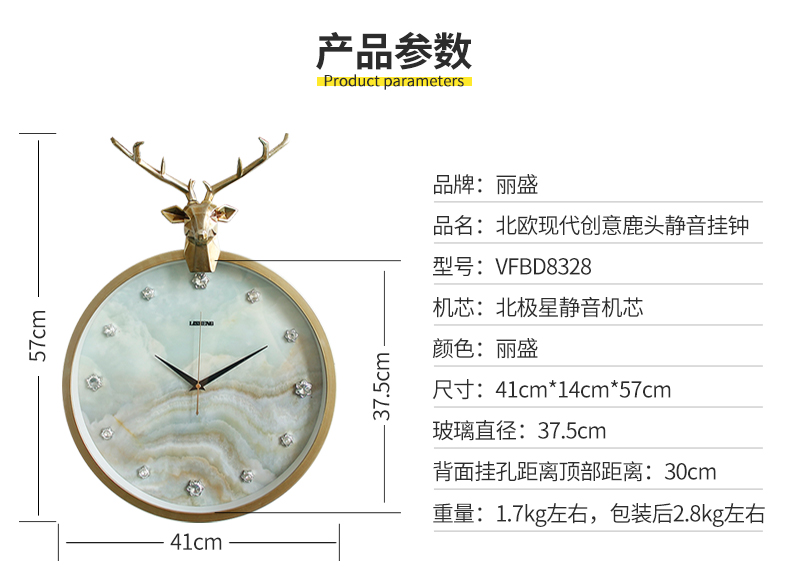 产品参数
Product parameters
57cm
LISHENG
37.5cm
41cm
品牌：丽盛
品名：北欧现代创意鹿头静音挂钟
型号：VFBD8328
机芯：北极星静音机芯
颜色：丽盛
尺寸：41cm*14cm*57cm
玻璃直径：37.5cm
背面挂孔距离顶部距离：30cm
重量：1.7kg左右，包装后2.8kg左右